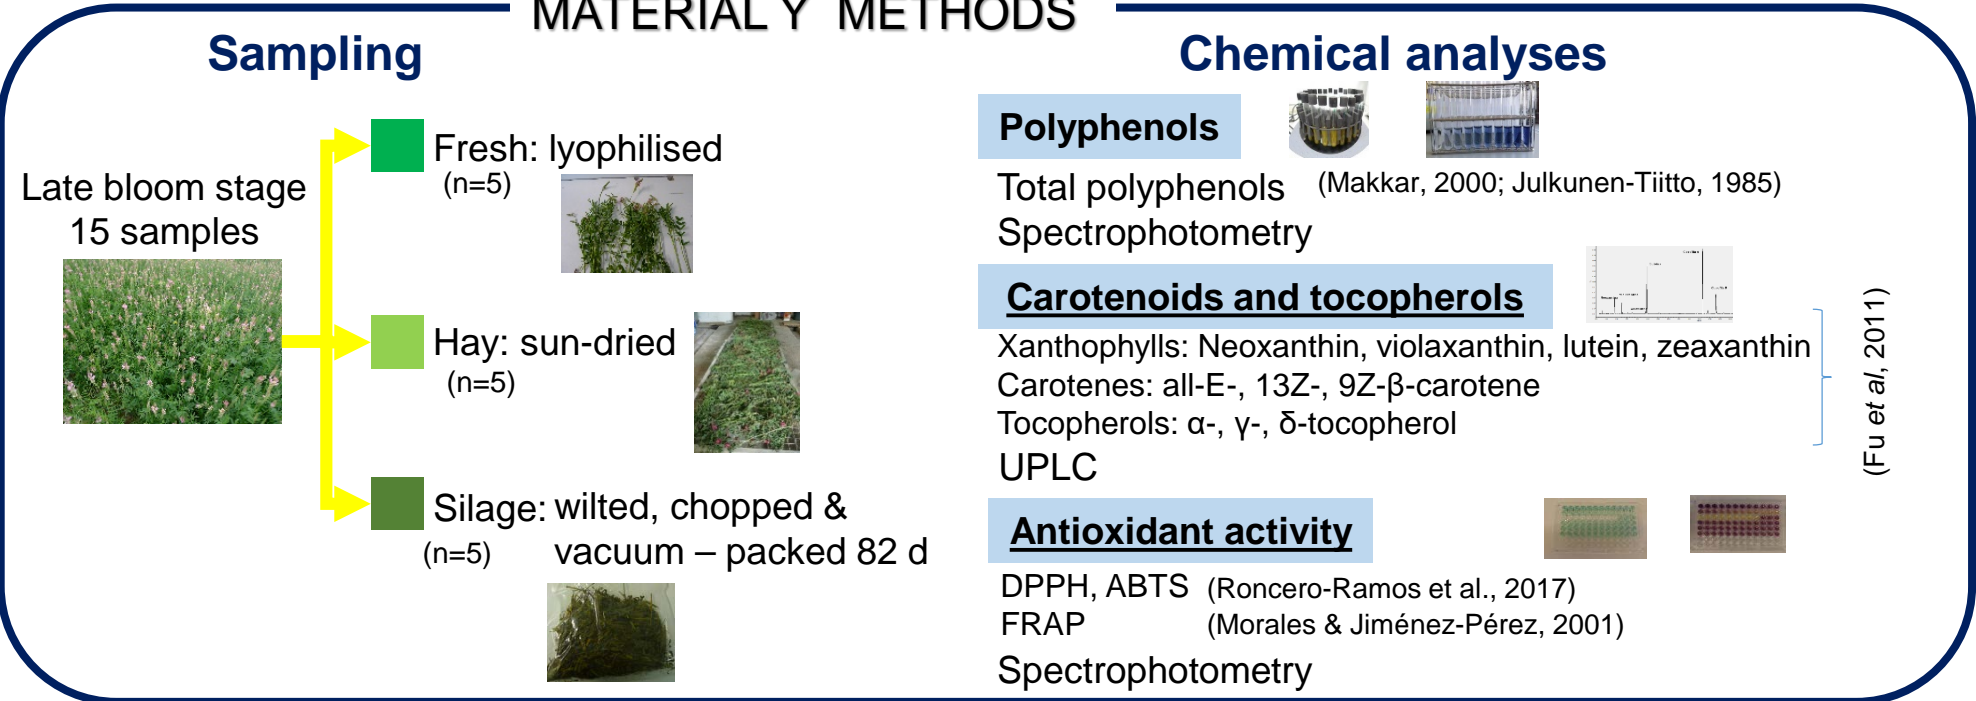 MATERIAL Y METHODS
Sampling
Late bloom stage
15 samples
Fresh: lyophilised
(n=5)
Hay: sun-dried
(n=5)
Silage: wilted, chopped &
(n=5) vacuum – packed 82 d
Chemical analyses
Polyphenols
Total polyphenols (Makkar, 2000; Julkunen-Tiitto, 1985)
Spectrophotometry
Carotenoids and tocopherols
Xanthophylls: Neoxanthin, violaxanthin, lutein, zeaxanthin
Carotenes: all-E-, 13Z-, 9Z-β-carotene
Tocopherols: α-, γ-, δ-tocopherol
UPLC
(Fu et al, 2011)
Antioxidant activity
DPPH, ABTS (Roncero-Ramos et al., 2017)
FRAP (Morales & Jiménez-Pérez, 2001)
Spectrophotometry